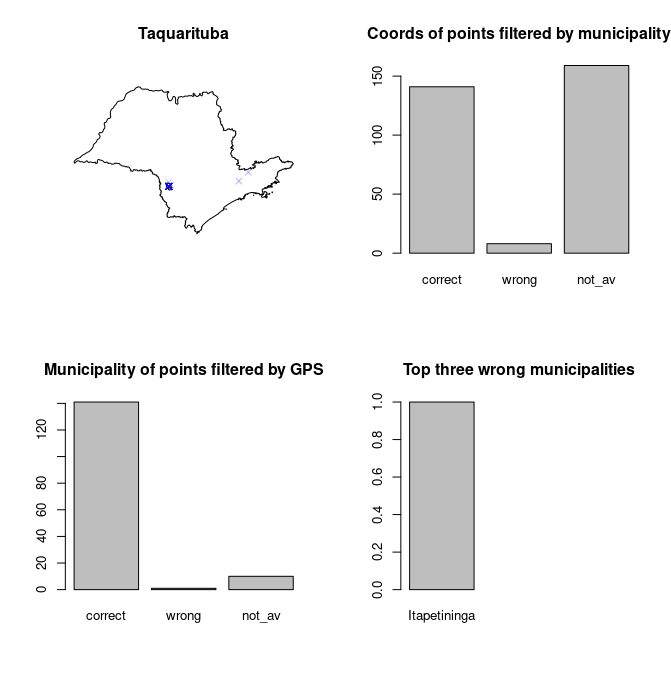 Taquarituba
Coords of points filtered by municipality
150
100
50
0
correct wrong not_av
Municipality of points filtered by GPS
120
80
60
40
20
0
correct wrong not_av
Top three wrong municipalities
1.0
0.8
0.6
0.4
0.2
0.0
Itapetininga